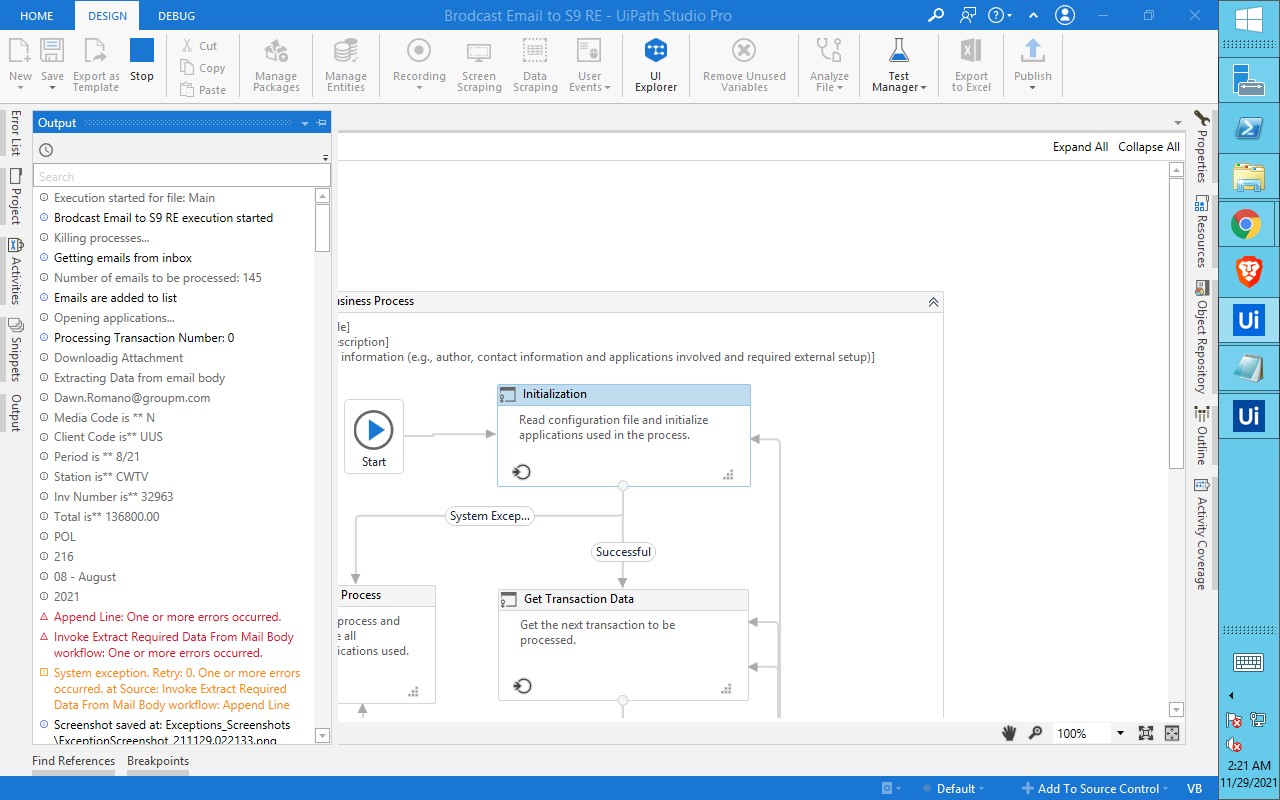 HOME DESIGN DEBUG Brodcast Email to S9 RE - UiPath Studio Pro
New Save Export as Template Stop
Cut
Copy
Paste
Manage Packages
Manage Entities
Recording
Screen Scraping
Data Scraping
User Events
UI Explorer
Remove Unused Variables
Analyze File
Test Manager
Export to Excel
Publish
Error List
Project
Activities
Snippets
Output
Output
Search
Execution started for file: Main
Brodcast Email to S9 RE execution started
Killing processes...
Getting emails from inbox
Number of emails to be processed: 145
Emails are added to list
Opening applications...
Processing Transaction Number: 0
Downloadig Attachment
Extracting Data from email body
Dawn.Romano@groupm.com
Media Code is ** N
Client Code is** UUS
Period is ** 8/21
Station is** CWTV
Inv Number is** 32963
Total is** 136800.00
POL
216
08 - August
2021
Append Line: One or more errors occurred.
Invoke Extract Required Data From Mail Body
workflow: One or more errors occurred.
System exception. Retry: 0. One or more errors
occurred. at Source: Invoke Extract Required
Data From Mail Body workflow: Append Line
Screenshot saved at: Exceptions_Screenshots
\ExceptionScreenshot_211129.022133.png
Find References Breakpoints
Expand All Collapse All
usiness Process
le]
escription]
information (e.g., author, contact information and applications involved and required external setup)]
Start
Initialization
Read configuration file and initialize
applications used in the process.
System Excep...
Successful
Process
process and
e all
ications used.
Get Transaction Data
Get the next transaction to be
processed.
100%
Properties
Resources
Object Repository
Outline
Activity Coverage
Default Add To Source Control VB
Ui
Ui
2:21 AM
11/29/2021